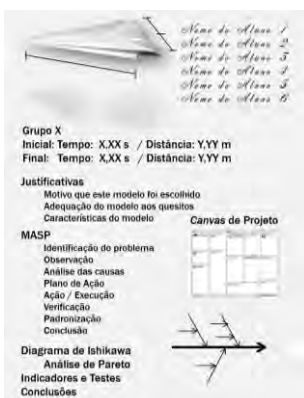 Nome do Aluno 1
Nome do Aluno 2
Nome do Aluno 3
Nome do Aluno 4
Nome do Aluno 5
Nome do Aluno 6
Grupo X
Inicial: Tempo: X,XX s / Distância: Y,YY m
Final: Tempo: X,XX s / Distância: Y,YY m
Justificativas
Motivo que este modelo foi escolhido
Adequação do modelo aos quesitos
Características do modelo
Canvas de Projeto
MASP
Identificação do problema
Observação
Análise das causas
Plano de Ação
Ação / Execução
Verificação
Padronização
Conclusão
Diagrama de Ishikawa
Análise de Pareto
Indicadores e Testes
Conclusões